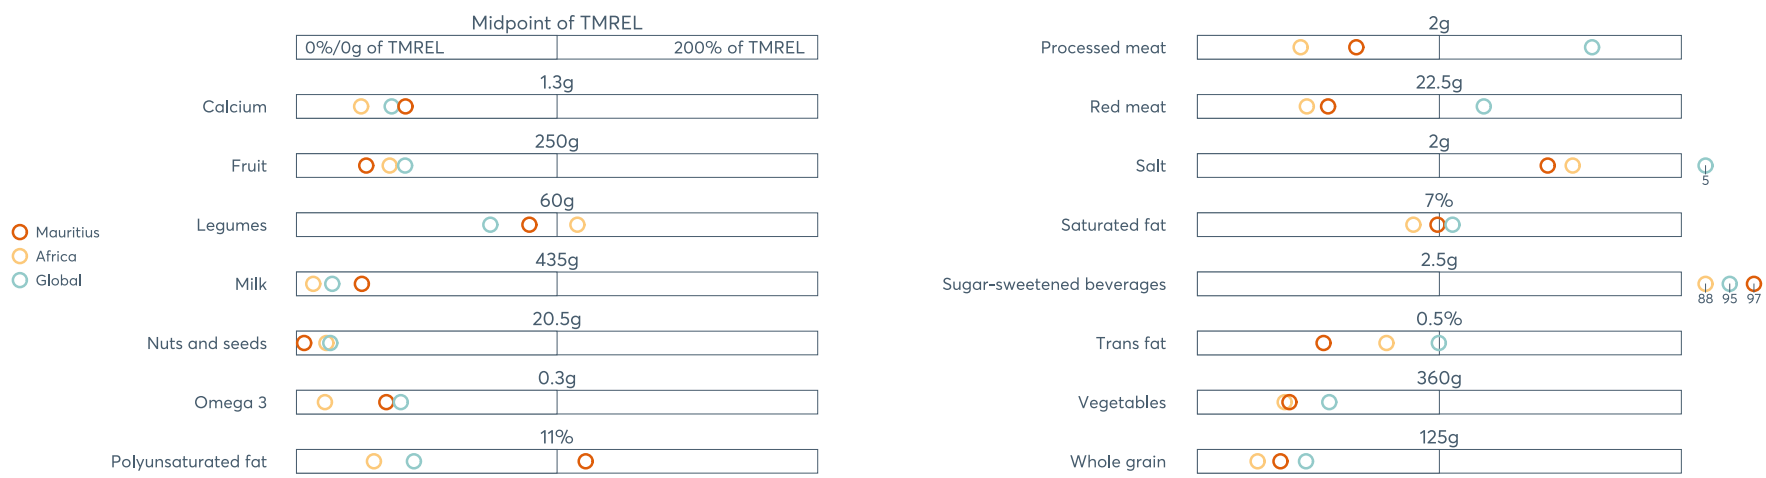 Midpoint of TMREL
0%/0g of TMREL 200% of TMREL
1.3g
Calcium
250g
Fruit
60g
Legumes
435g
Milk
20.5g
Nuts and seeds
0.3g
Omega 3
11%
Polyunsaturated fat
Mauritius
Africa
Global
2g
Processed meat
22.5g
Red meat
2g
Salt
5
7%
Saturated fat
2.5g
Sugar-sweetened beverages
88 95 97
0.5%
Trans fat
360g
Vegetables
125g
Whole grain